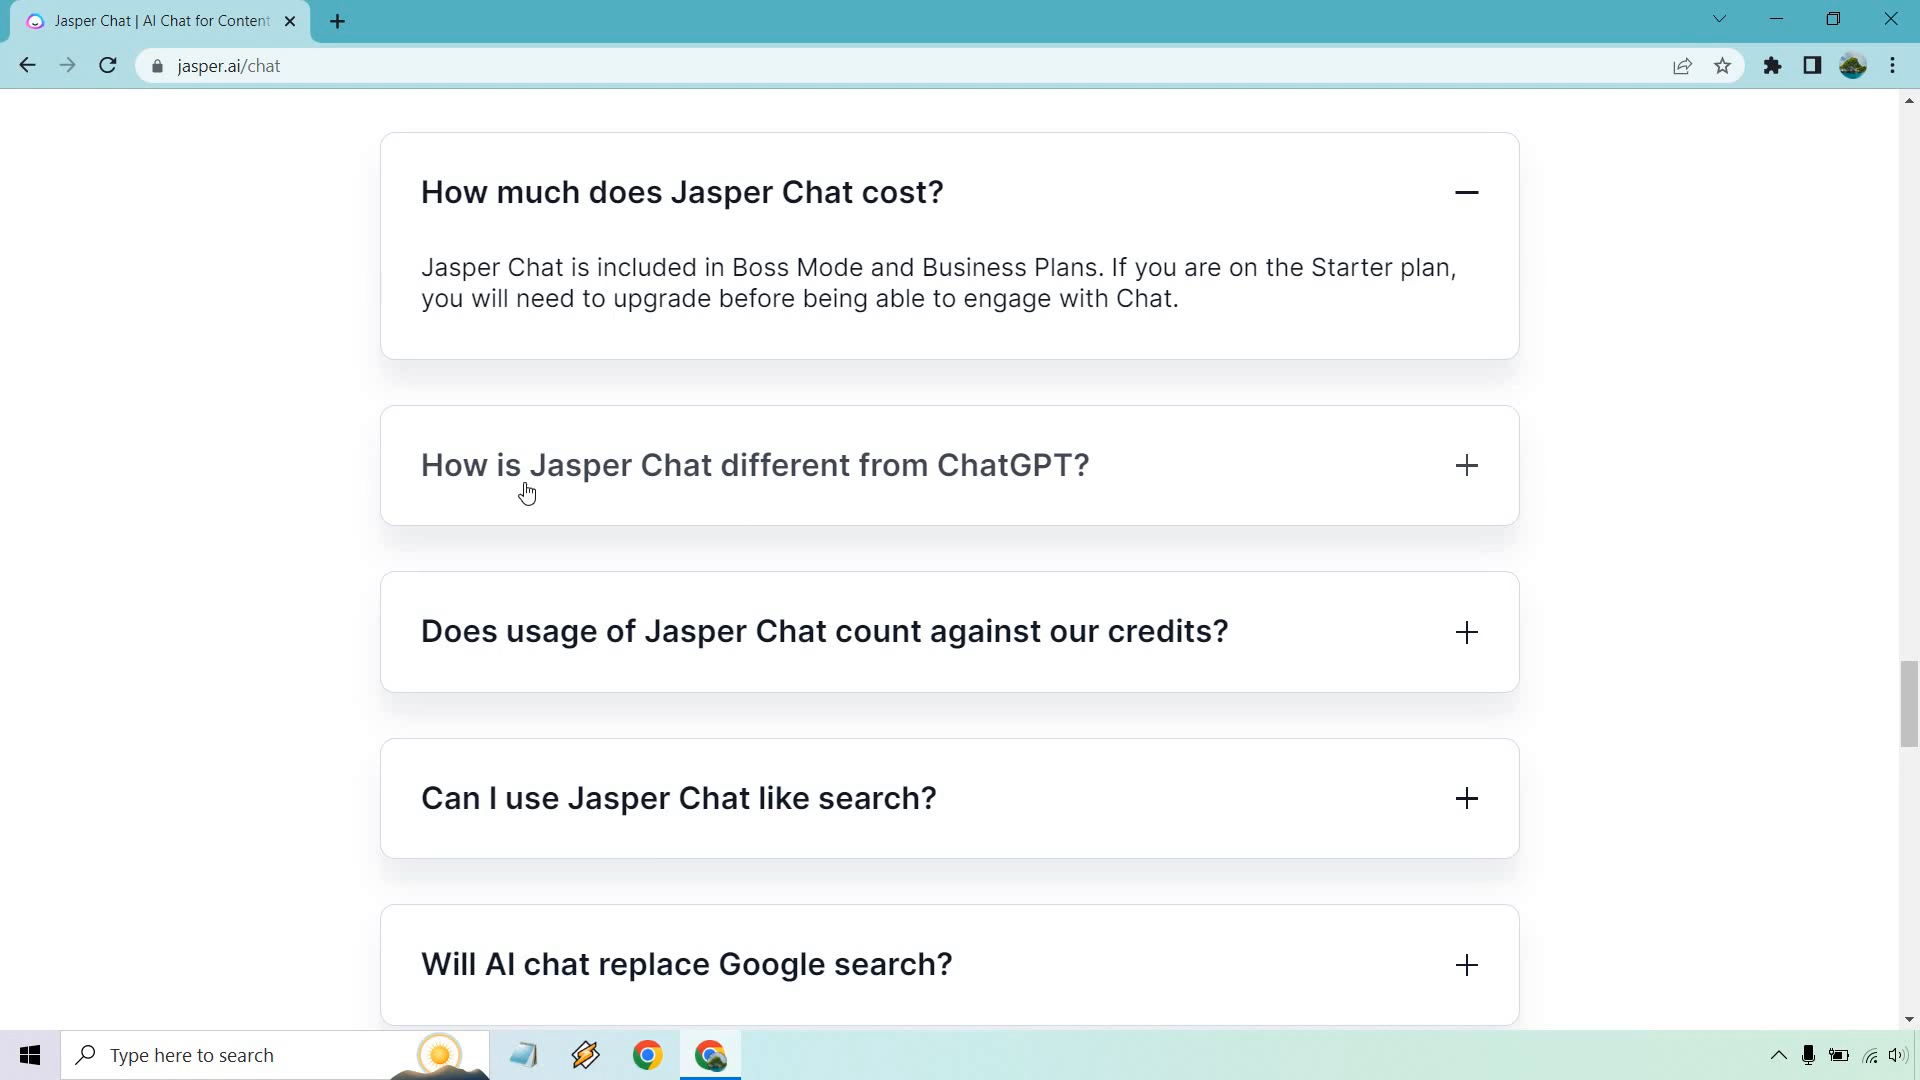 Jasper Chat | AI Chat for Content
jasper.ai/chat
How much does Jasper Chat cost?
Jasper Chat is included in Boss Mode and Business Plans. If you are on the Starter plan,
you will need to upgrade before being able to engage with Chat.
How is Jasper Chat different from ChatGPT?
Does usage of Jasper Chat count against our credits?
Can I use Jasper Chat like search?
Will AI chat replace Google search?
Type here to search